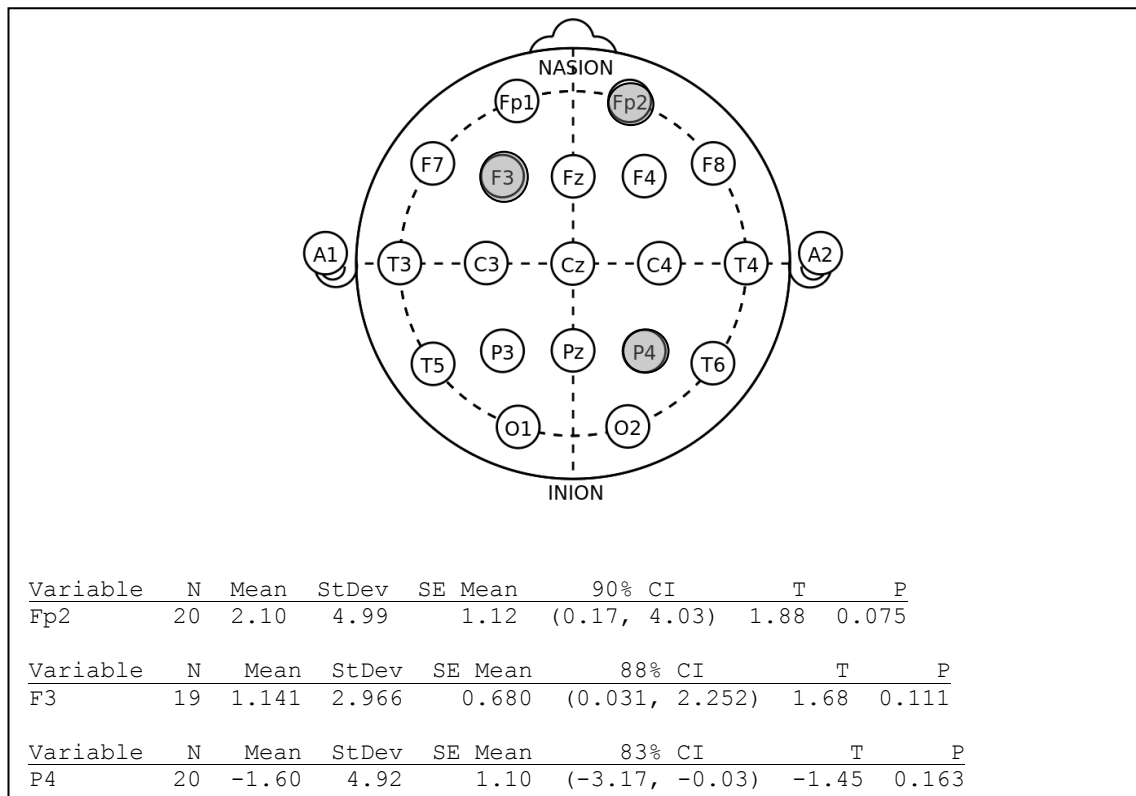 NASION
Fp1 Fp2
F7 F3 Fz F4 F8
A1 T3 C3 Cz C4 T4 A2
T5 P3 Pz P4 T6
O1 O2
INION
Variable N Mean StDev SE Mean 90% CI T P
Fp2 20 2.10 4.99 1.12 (0.17, 4.03) 1.88 0.075
Variable N Mean StDev SE Mean 88% CI T P
F3 19 1.141 2.966 0.680 (0.031, 2.252) 1.68 0.111
Variable N Mean StDev SE Mean 83% CI T P
P4 20 -1.60 4.92 1.10 (-3.17, -0.03) -1.45 0.163